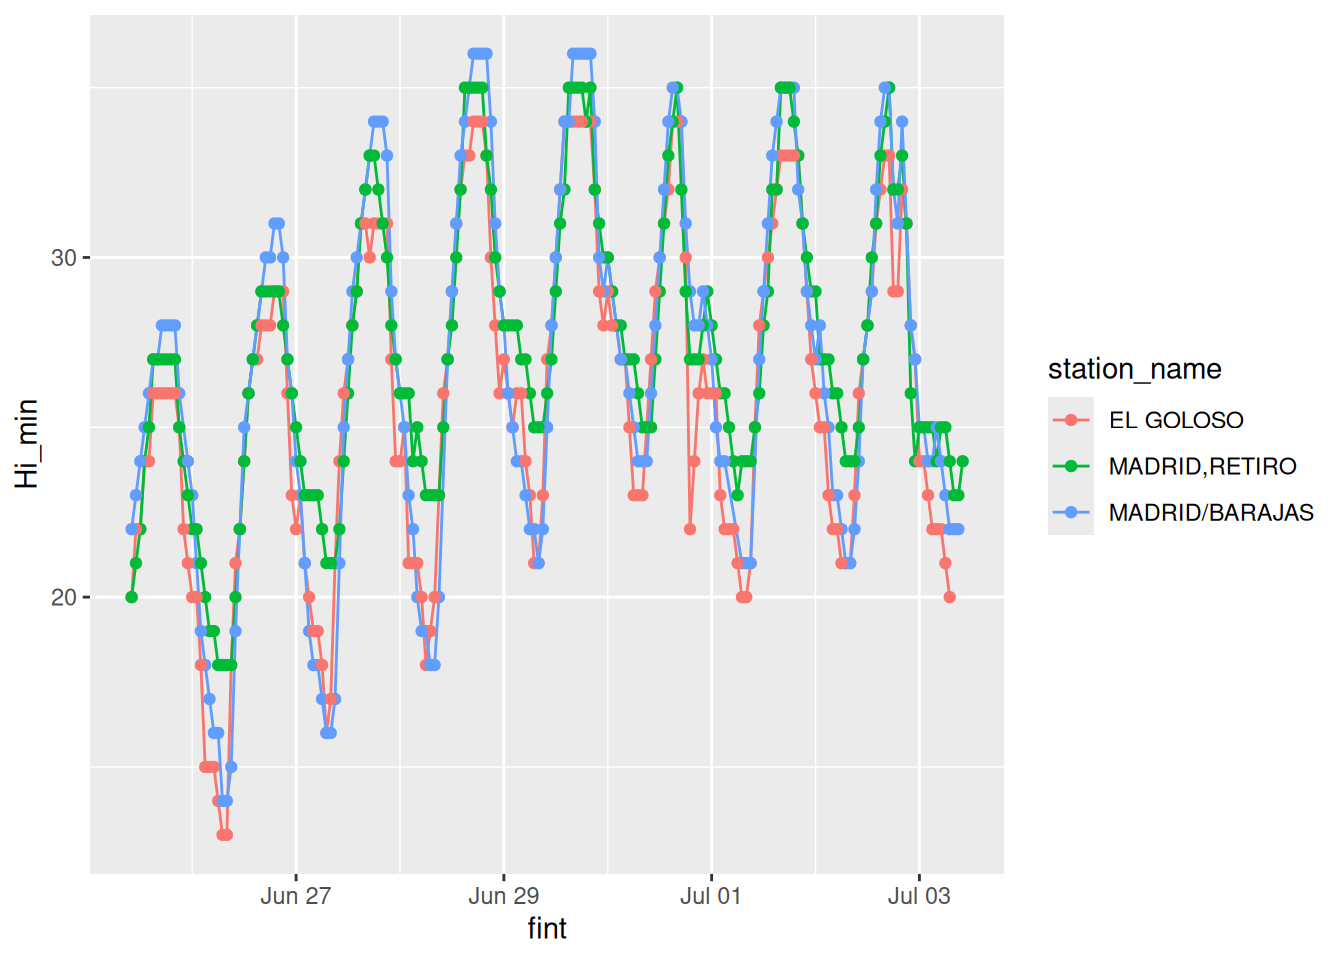 Hi_min
30
20
Jun 27
Jun 29
Jul 01
Jul 03
fint
station_name
EL GOLOSO
MADRID,RETIRO
MADRID/BARAJAS